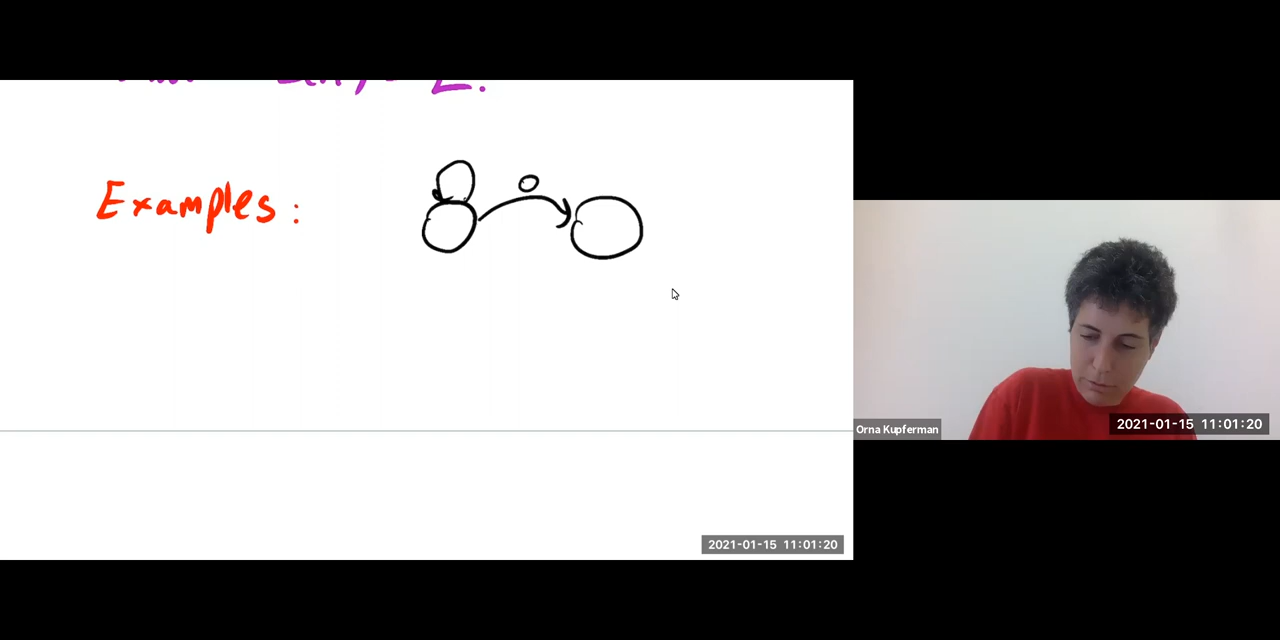 L.
Examples:
0
Orna Kupferman
2021-01-15 11:01:20
2021-01-15 11:01:20